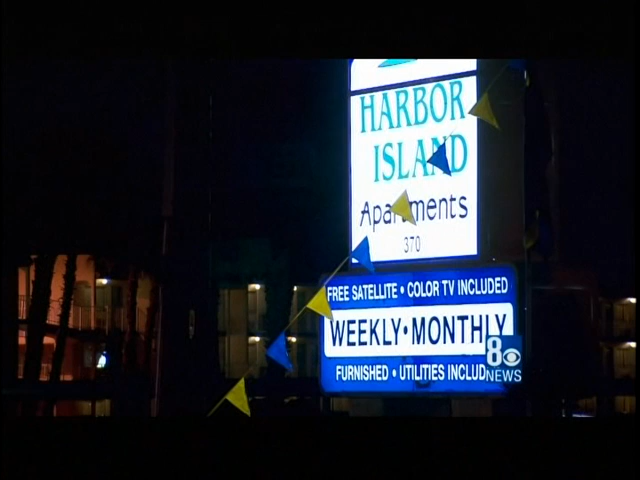 HARBOR
ISLAND
Apartments
370
FREE SATELLITE • COLOR TV INCLUDED
WEEKLY • MONTHLY
FURNISHED • UTILITIES INCLUD
8 NEWS